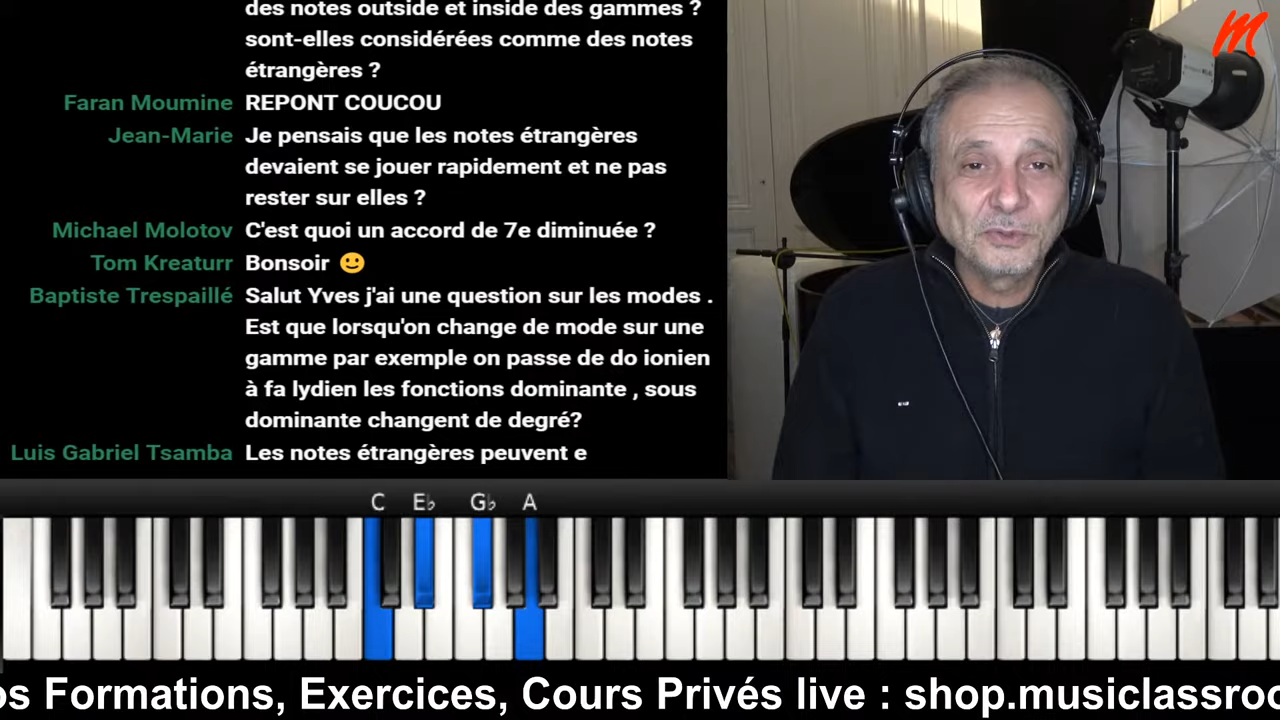 des notes outside et inside des gammes ?
sont-elles considérées comme des notes
étrangères ?
Faran Moumine REPONT COUCOU
Jean-Marie Je pensais que les notes étrangères
devaient se jouer rapidement et ne pas
rester sur elles ?
Michael Molotov C'est quoi un accord de 7e diminuée ?
Tom Kreaturr Bonsoir 🙂
Baptiste Trespaillé Salut Yves j'ai une question sur les modes .
Est que lorsqu'on change de mode sur une
gamme par exemple on passe de do ionien
à fa lydien les fonctions dominante , sous
dominante changent de degré?
Luis Gabriel Tsamba Les notes étrangères peuvent e
C E♭ G♭ A
os Formations, Exercices, Cours Privés live : shop.musiclassroo